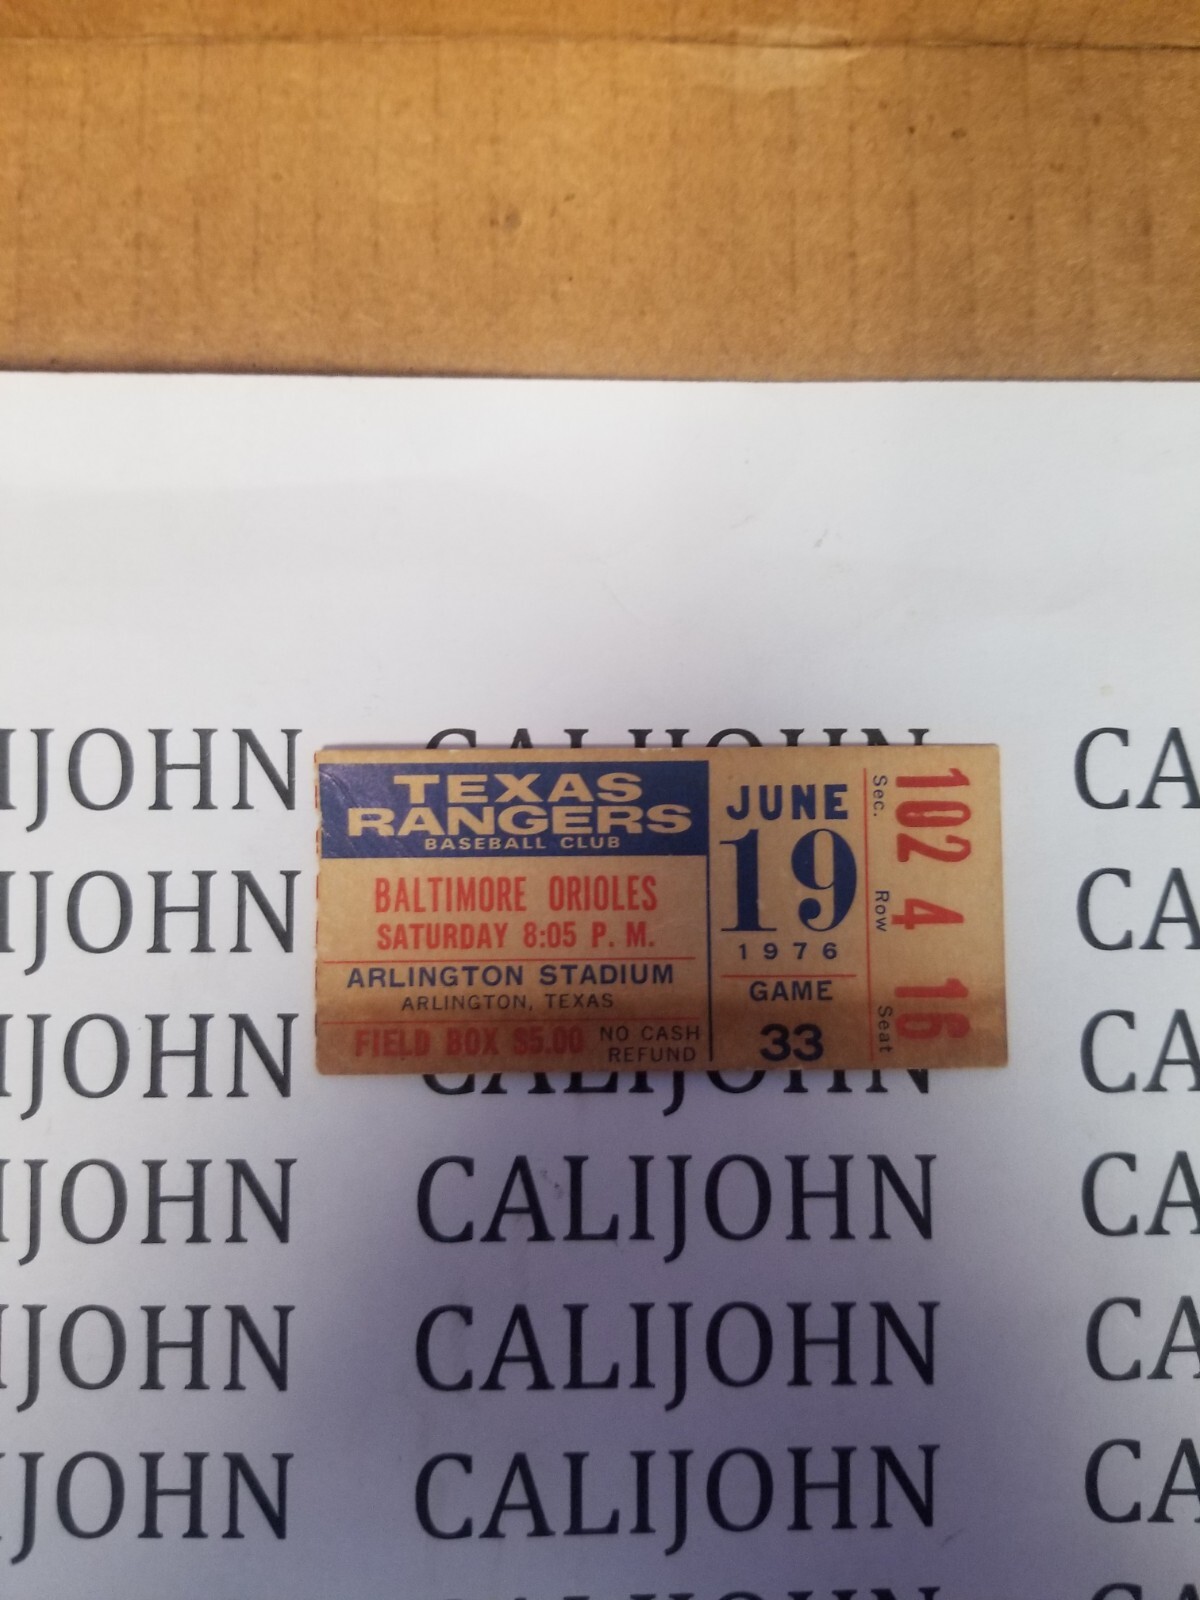 IJOHN CALIJOHN CA
TEXAS
RANGERS
BASEBALL CLUB
BALTIMORE ORIOLES
SATURDAY 8:05 P. M.
ARLINGTON STADIUM
ARLINGTON, TEXAS
FIELD BOX $5.00
NO CASH
REFUND
JUNE
19
1976
GAME
33
Sec. 102
Row 4
Seat 16
IJOHN CA
IJOHN CALIJOHN CA
IJOHN CALIJOHN CA
IJOHN CALIJOHN CA
IJOHN CALIJOHN CA